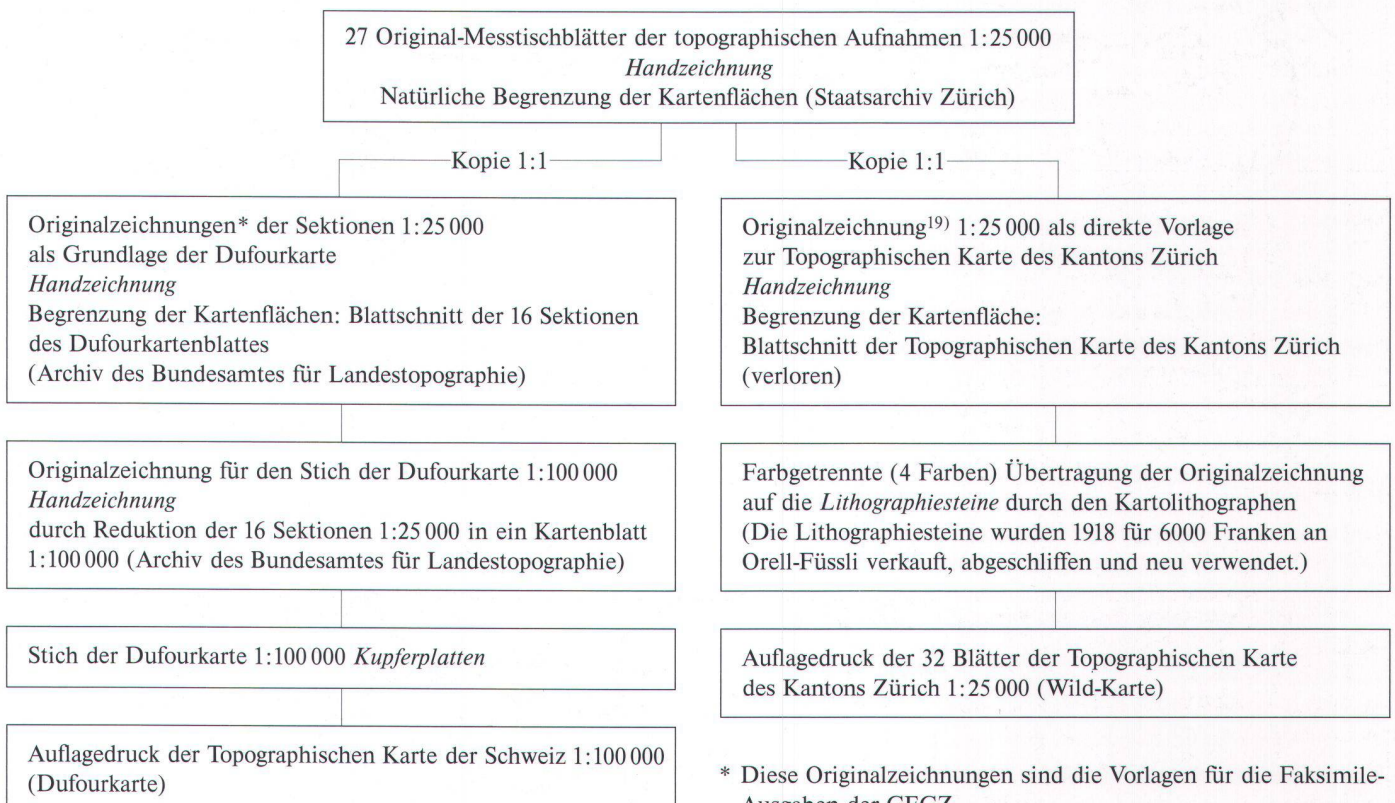 27 Original-Messtischblätter der topographischen Aufnahmen 1:25 000
Handzeichnung
Natürliche Begrenzung der Kartenflächen (Staatsarchiv Zürich)
Kopie 1:1
Kopie 1:1
Originalzeichnungen* der Sektionen 1:25 000
als Grundlage der Dufourkarte
Handzeichnung
Begrenzung der Kartenflächen: Blattschnitt der 16 Sektionen
des Dufourkartenblattes
(Archiv des Bundesamtes für Landestopographie)
Originalzeichnung für den Stich der Dufourkarte 1:100 000
Handzeichnung
durch Reduktion der 16 Sektionen 1:25 000 in ein Kartenblatt
1:100 000 (Archiv des Bundesamtes für Landestopographie)
Stich der Dufourkarte 1:100 000 Kupferplatten
Auflagedruck der Topographischen Karte der Schweiz 1:100 000
(Dufourkarte)
Originalzeichnung19) 1:25 000 als direkte Vorlage
zur Topographischen Karte des Kantons Zürich
Handzeichnung
Begrenzung der Kartenfläche:
Blattschnitt der Topographischen Karte des Kantons Zürich
(verloren)
Farbgetrennte (4 Farben) Übertragung der Originalzeichnung
auf die Lithographiesteine durch den Kartolithographen
(Die Lithographiesteine wurden 1918 für 6000 Franken an
Orell-Füssli verkauft, abgeschliffen und neu verwendet.)
Auflagedruck der 32 Blätter der Topographischen Karte
des Kantons Zürich 1:25 000 (Wild-Karte)
* Diese Originalzeichnungen sind die Vorlagen für die Faksimile-
Ausgaben der GEGZ